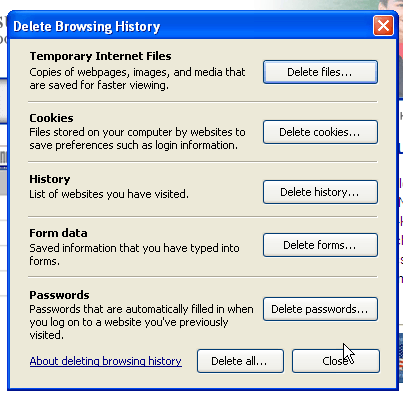 Delete Browsing History
Temporary Internet Files
Copies of webpages, images, and media that
are saved for faster viewing.
Delete files...
Cookies
Files stored on your computer by websites to
save preferences such as login information.
Delete cookies...
History
List of websites you have visited.
Delete history...
Form data
Saved information that you have typed into
forms.
Delete forms...
Passwords
Passwords that are automatically filled in when
you log on to a website you've previously
visited.
Delete passwords...
About deleting browsing history
Delete all...
Close